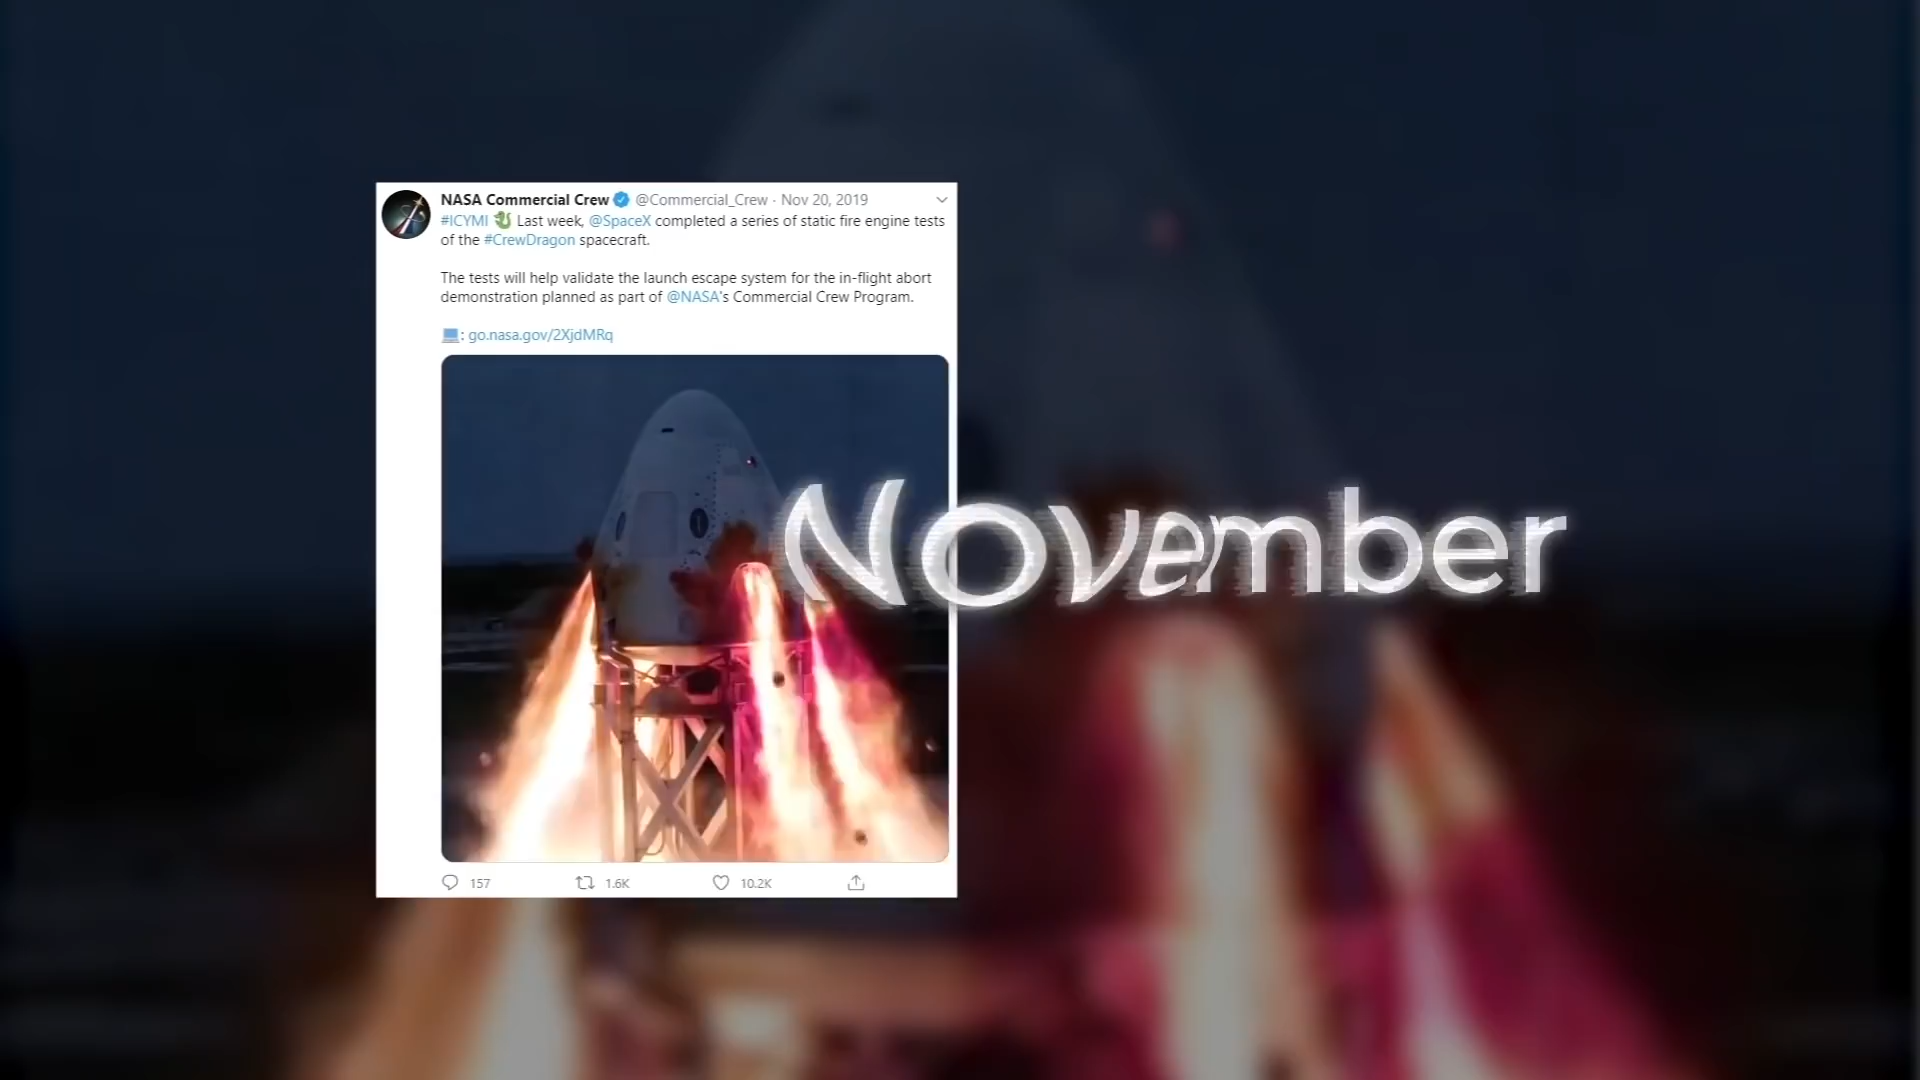 NASA Commercial Crew @Commercial_Crew · Nov 20, 2019
#ICYMI 🐉 Last week, @SpaceX completed a series of static fire engine tests
of the #CrewDragon spacecraft.
The tests will help validate the launch escape system for the in-flight abort
demonstration planned as part of @NASA's Commercial Crew Program.
💻: go.nasa.gov/2XjdMRq
November
157 1.6K 10.2K